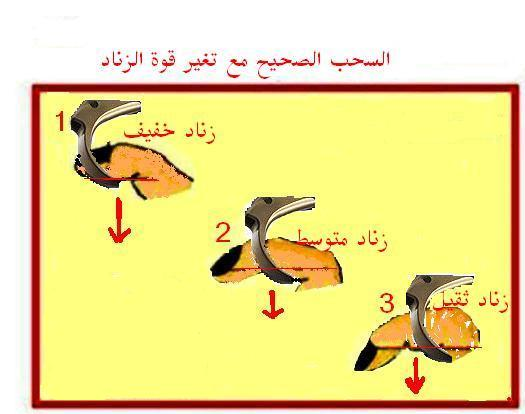 السحب الصحيح مع تغير قوة الزناد
1
زناد خفيف
2
زناد متوسط
3
زناد ثقيل